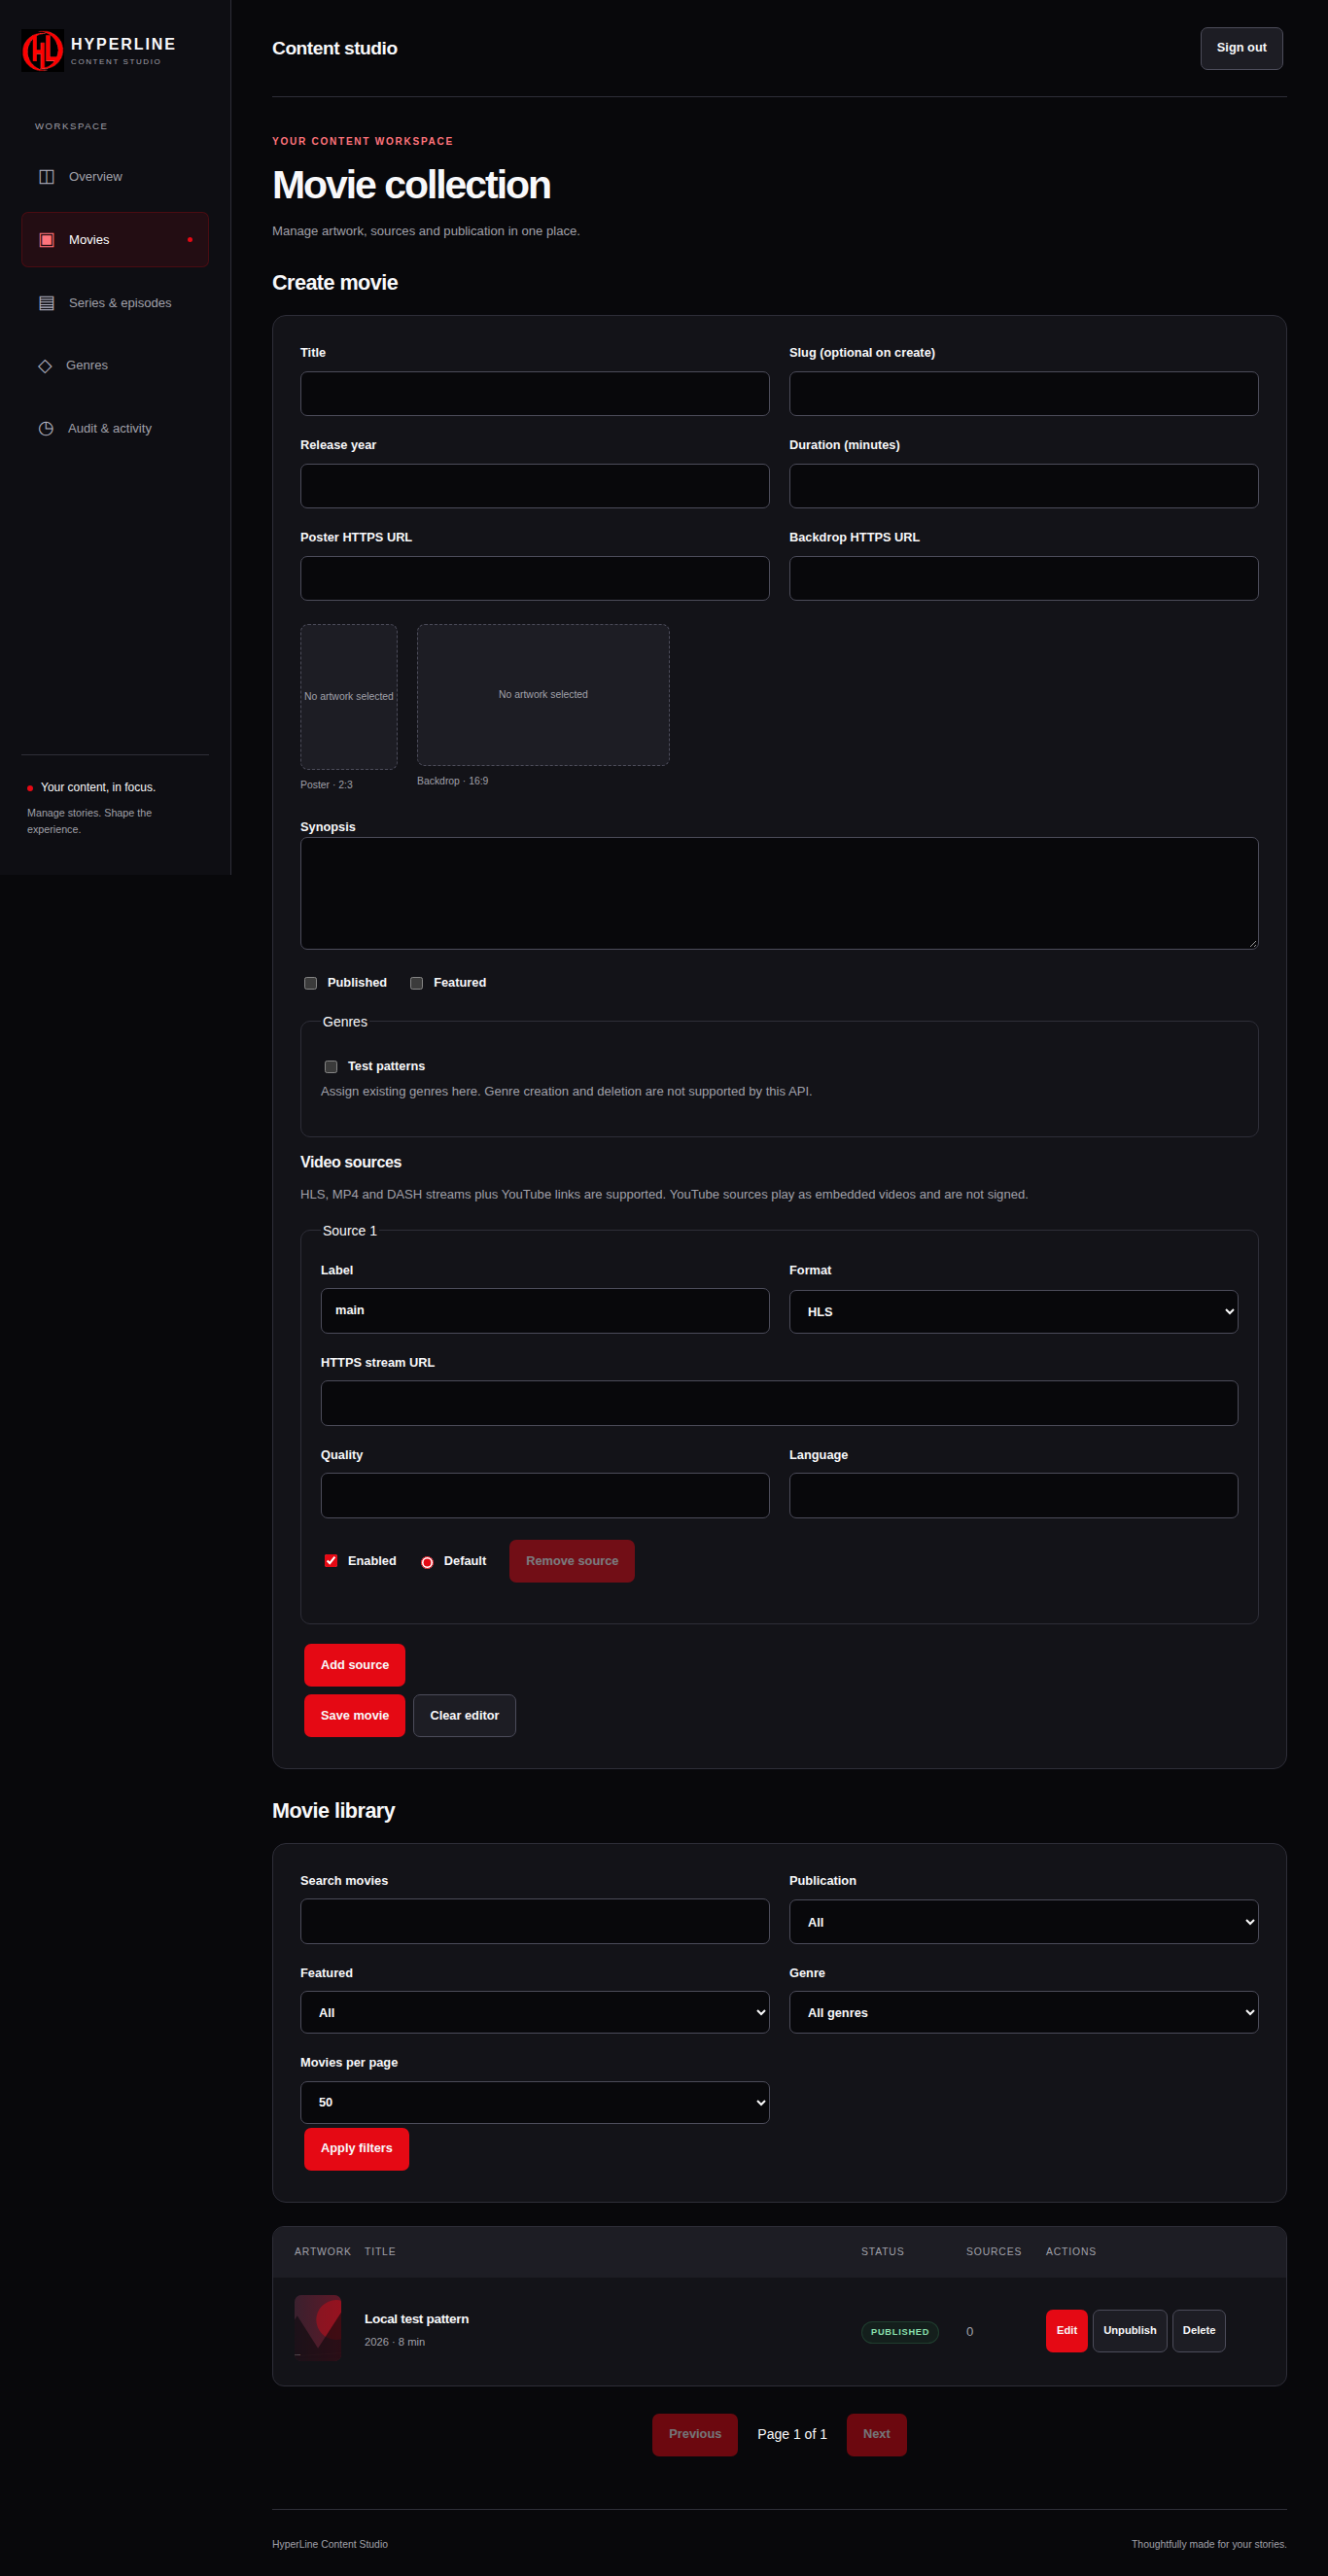 HYPERLINE
CONTENT STUDIO
WORKSPACE
Overview
Movies
Series & episodes
Genres
Audit & activity
Your content, in focus.
Manage stories. Shape the
experience.
Content studio
Sign out
YOUR CONTENT WORKSPACE
Movie collection
Manage artwork, sources and publication in one place.
Create movie
Title
Slug (optional on create)
Release year
Duration (minutes)
Poster HTTPS URL
Backdrop HTTPS URL
No artwork selected
No artwork selected
Poster · 2:3
Backdrop · 16:9
Synopsis
Published
Featured
Genres
Test patterns
Assign existing genres here. Genre creation and deletion are not supported by this API.
Video sources
HLS, MP4 and DASH streams plus YouTube links are supported. YouTube sources play as embedded videos and are not signed.
Source 1
Label
Format
main
HLS
HTTPS stream URL
Quality
Language
Enabled
Default
Remove source
Add source
Save movie
Clear editor
Movie library
Search movies
Publication
All
Featured
Genre
All
All genres
Movies per page
50
Apply filters
ARTWORK
TITLE
STATUS
SOURCES
ACTIONS
Local test pattern
2026 · 8 min
PUBLISHED
0
Edit
Unpublish
Delete
Previous
Page 1 of 1
Next
HyperLine Content Studio
Thoughtfully made for your stories.